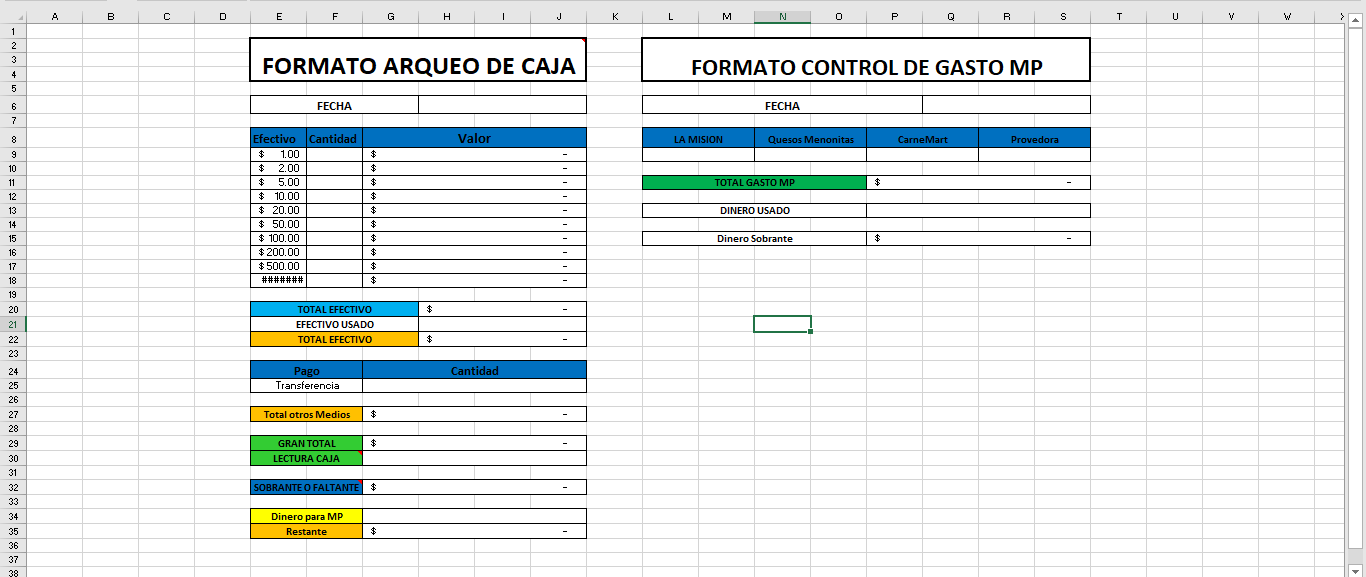 A B C D E F G H I J K L M N O P Q R S T U V W X
1
2
3 FORMATO ARQUEO DE CAJA FORMATO CONTROL DE GASTO MP
4
5
6 FECHA FECHA
7
8 Efectivo Cantidad Valor LA MISION Quesos Menonitas CarneMart Provedora
9 $ 1.00 $ -
10 $ 2.00 $ -
11 $ 5.00 $ - TOTAL GASTO MP $ -
12 $ 10.00 $ -
13 $ 20.00 $ - DINERO USADO
14 $ 50.00 $ -
15 $ 100.00 $ - Dinero Sobrante $ -
16 $ 200.00 $ -
17 $ 500.00 $ -
18 ####### $ -
19
20 TOTAL EFECTIVO $ -
21 EFECTIVO USADO
22 TOTAL EFECTIVO $ -
23
24 Pago Cantidad
25 Transferencia
26
27 Total otros Medios $ -
28
29 GRAN TOTAL $ -
30 LECTURA CAJA
31
32 SOBRANTE O FALTANTE $ -
33
34 Dinero para MP
35 Restante $ -
36
37
38